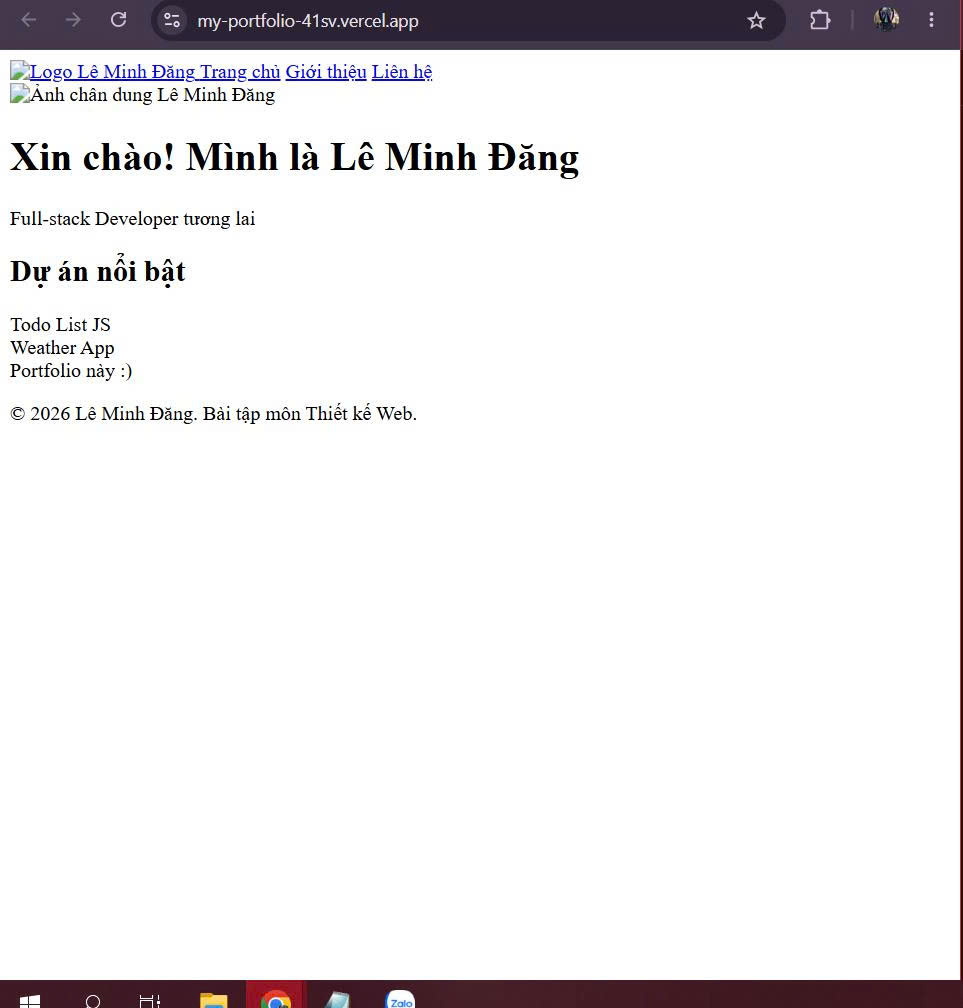 my-portfolio-41sv.vercel.app
Logo Lê Minh Đăng Trang chủ Giới thiệu Liên hệ
Ảnh chân dung Lê Minh Đăng
Xin chào! Mình là Lê Minh Đăng
Full-stack Developer tương lai
Dự án nổi bật
Todo List JS
Weather App
Portfolio này :)
© 2026 Lê Minh Đăng. Bài tập môn Thiết kế Web.
Zalo